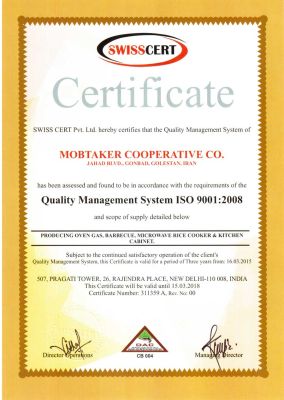 SWISSCERT
Certificate
SWISS CERT Pvt. Ltd. hereby certifies that the Quality Management System of
MOBTAKER COOPERATIVE CO.
JAHAD BLVD., GONBAD, GOLESTAN, IRAN
has been assessed and found to be in accordance with the requirements of the
Quality Management System ISO 9001:2008
and scope of supply detailed below
PRODUCING OVEN GAS, BARBECUE, MICROWAVE RICE COOKER & KITCHEN
CABINET.
Subject to the continued satisfactory operation of the client's
Quality Management System, this Certificate is valid for a period of Three years from: 16.03.2015
507, PRAGATI TOWER, 26, RAJENDRA PLACE, NEW DELHI-110 008, INDIA
This Certificate will be valid until 15.03.2018
Certificate Number: 311359 A, Rev. No: 00
Director Operations
DAC
CB 004
Managing Director